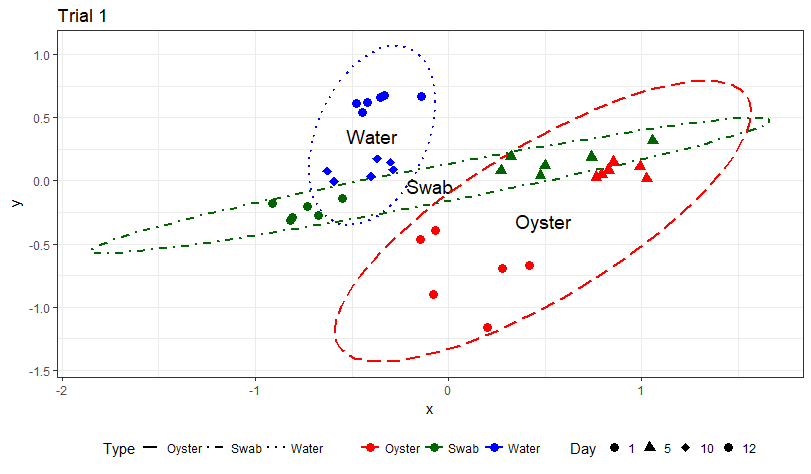 Trial 1
1.0
0.5
0.0
-0.5
-1.0
-1.5
y
Water
Swab
Oyster
-2 -1 0 1
x
Type Oyster Swab Water Oyster Swab Water Day 1 5 10 12